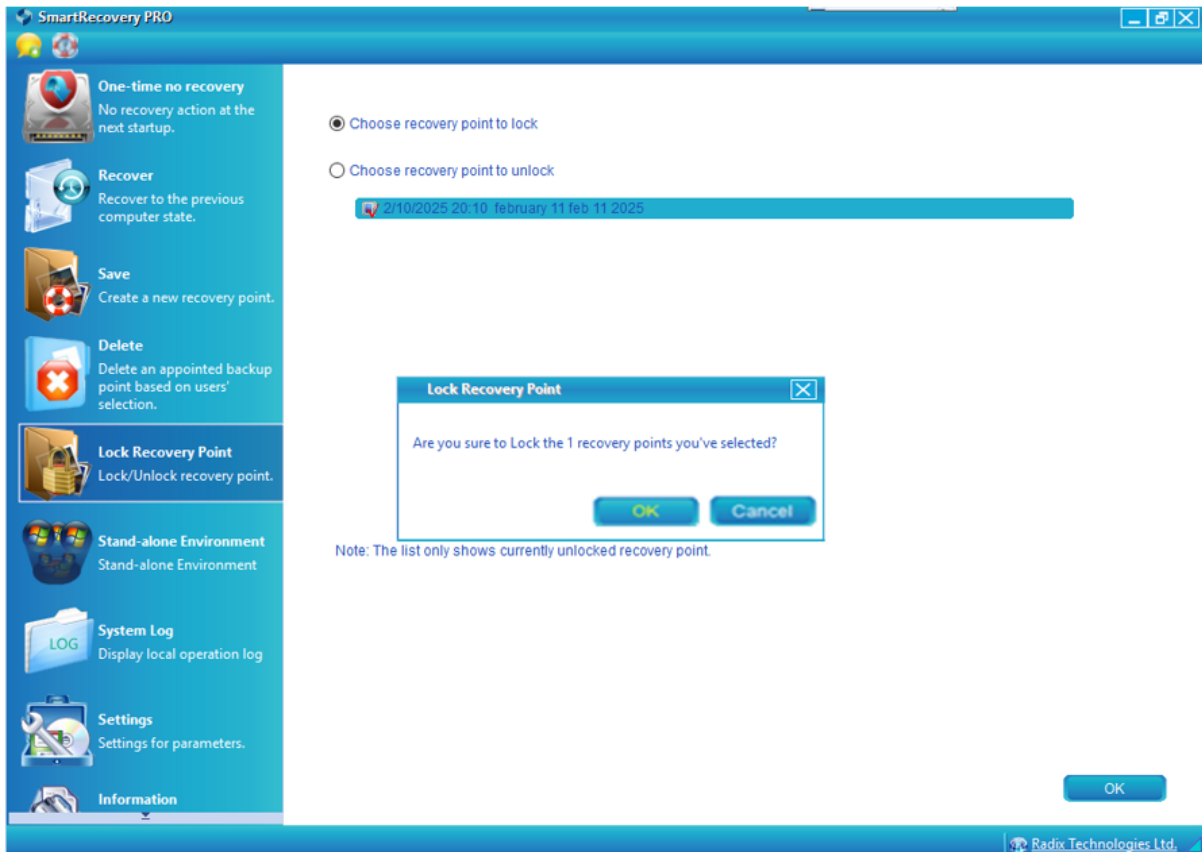 SmartRecovery PRO
One-time no recovery
No recovery action at the
next startup.
Recover
Recover to the previous
computer state.
Save
Create a new recovery point.
Delete
Delete an appointed backup
point based on users'
selection.
Lock Recovery Point
Lock/Unlock recovery point.
Stand-alone Environment
Stand-alone Environment
LOG
System Log
Display local operation log
Settings
Settings for parameters.
Information
Choose recovery point to lock
Choose recovery point to unlock
2/10/2025 20:10 february 11 feb 11 2025
Lock Recovery Point
Are you sure to Lock the 1 recovery points you've selected?
OK
Cancel
Note: The list only shows currently unlocked recovery point.
OK
Radix Technologies Ltd.